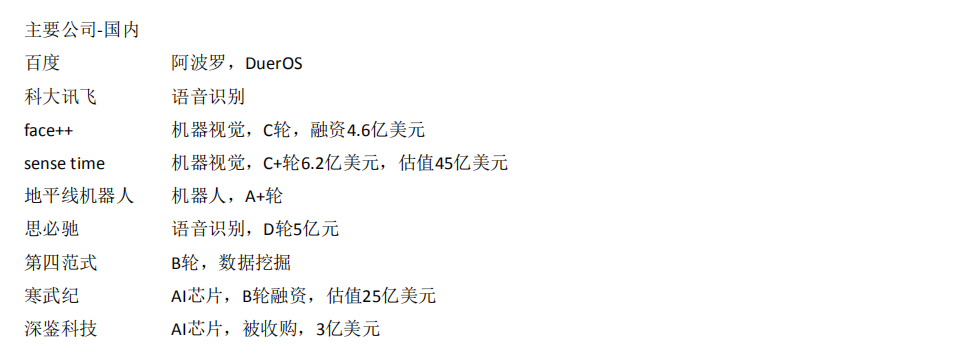 主要公司-国内
百度 阿波罗，DuerOS
科大讯飞 语音识别
face++ 机器视觉，C轮，融资4.6亿美元
sense time 机器视觉，C+轮6.2亿美元，估值45亿美元
地平线机器人 机器人，A+轮
思必驰 语音识别，D轮5亿元
第四范式 B轮，数据挖掘
寒武纪 AI芯片，B轮融资，估值25亿美元
深鉴科技 AI芯片，被收购，3亿美元